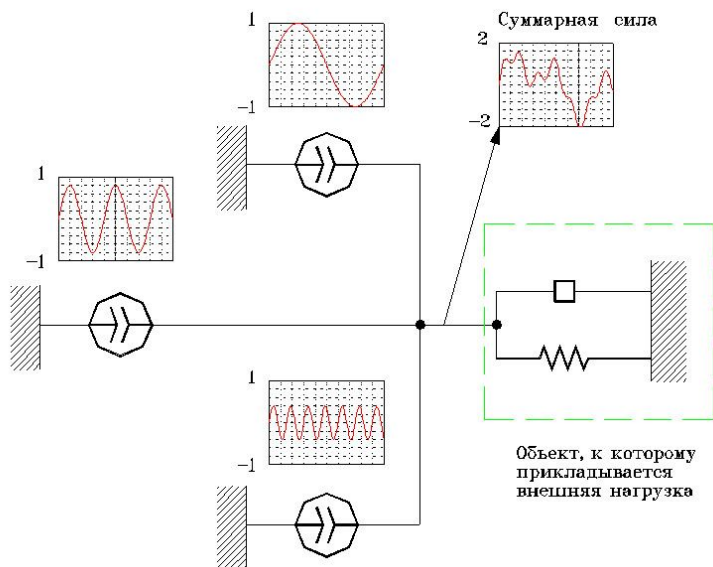 1
-1
Суммарная сила
2
-2
1
-1
1
-1
Объект, к которому
прикладывается
внешняя нагрузка